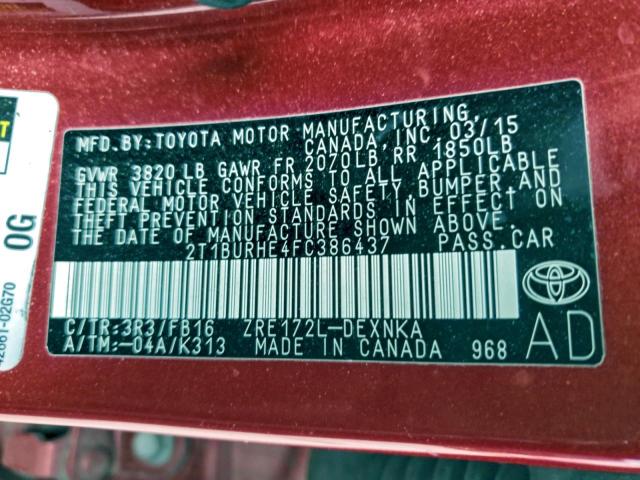 MFD.BY:TOYOTA MOTOR MANUFACTURING,
CANADA,INC. 03/15
GVWR 3820 LB GAWR FR 2070LB, RR 1850LB
THIS VEHICLE CONFORMS TO ALL APPLICABLE
FEDERAL MOTOR VEHICLE SAFETY, BUMPER,AND
THEFT PREVENTION STANDARDS IN EFFECT ON
THE DATE OF MANUFACTURE SHOWN ABOVE.
2T1BURHE4FC386437 PASS.CAR
C/TR:3R3/FB16 ZRE172L-DEXNKA
A/TM:-04A/K313 MADE IN CANADA 968
AD
0G